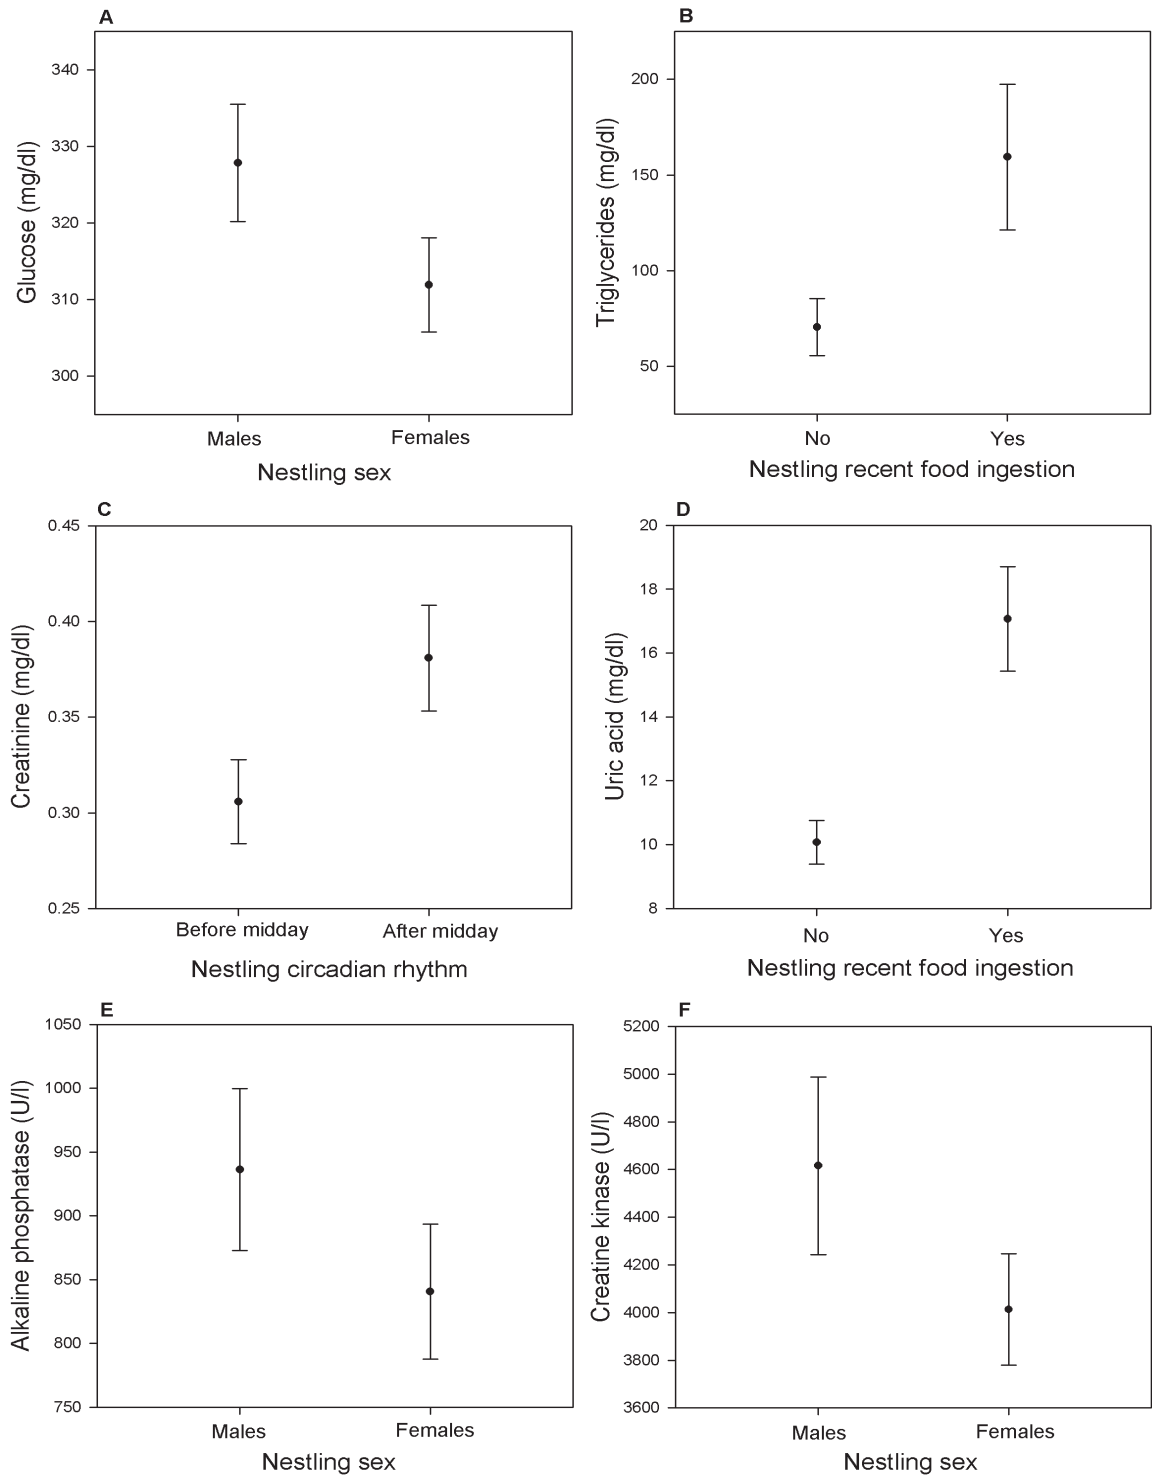 A
Glucose (mg/dl)
340
330
320
310
300
Males Females
Nestling sex
B
Triglycerides (mg/dl)
200
150
100
50
No Yes
Nestling recent food ingestion
C
Creatinine (mg/dl)
0.45
0.40
0.35
0.30
0.25
Before midday After midday
Nestling circadian rhythm
D
Uric acid (mg/dl)
20
18
16
14
12
10
8
No Yes
Nestling recent food ingestion
E
Alkaline phosphatase (U/l)
1050
1000
950
900
850
800
750
Males Females
Nestling sex
F
Creatine kinase (U/l)
5200
5000
4800
4600
4400
4200
4000
3800
3600
Males Females
Nestling sex